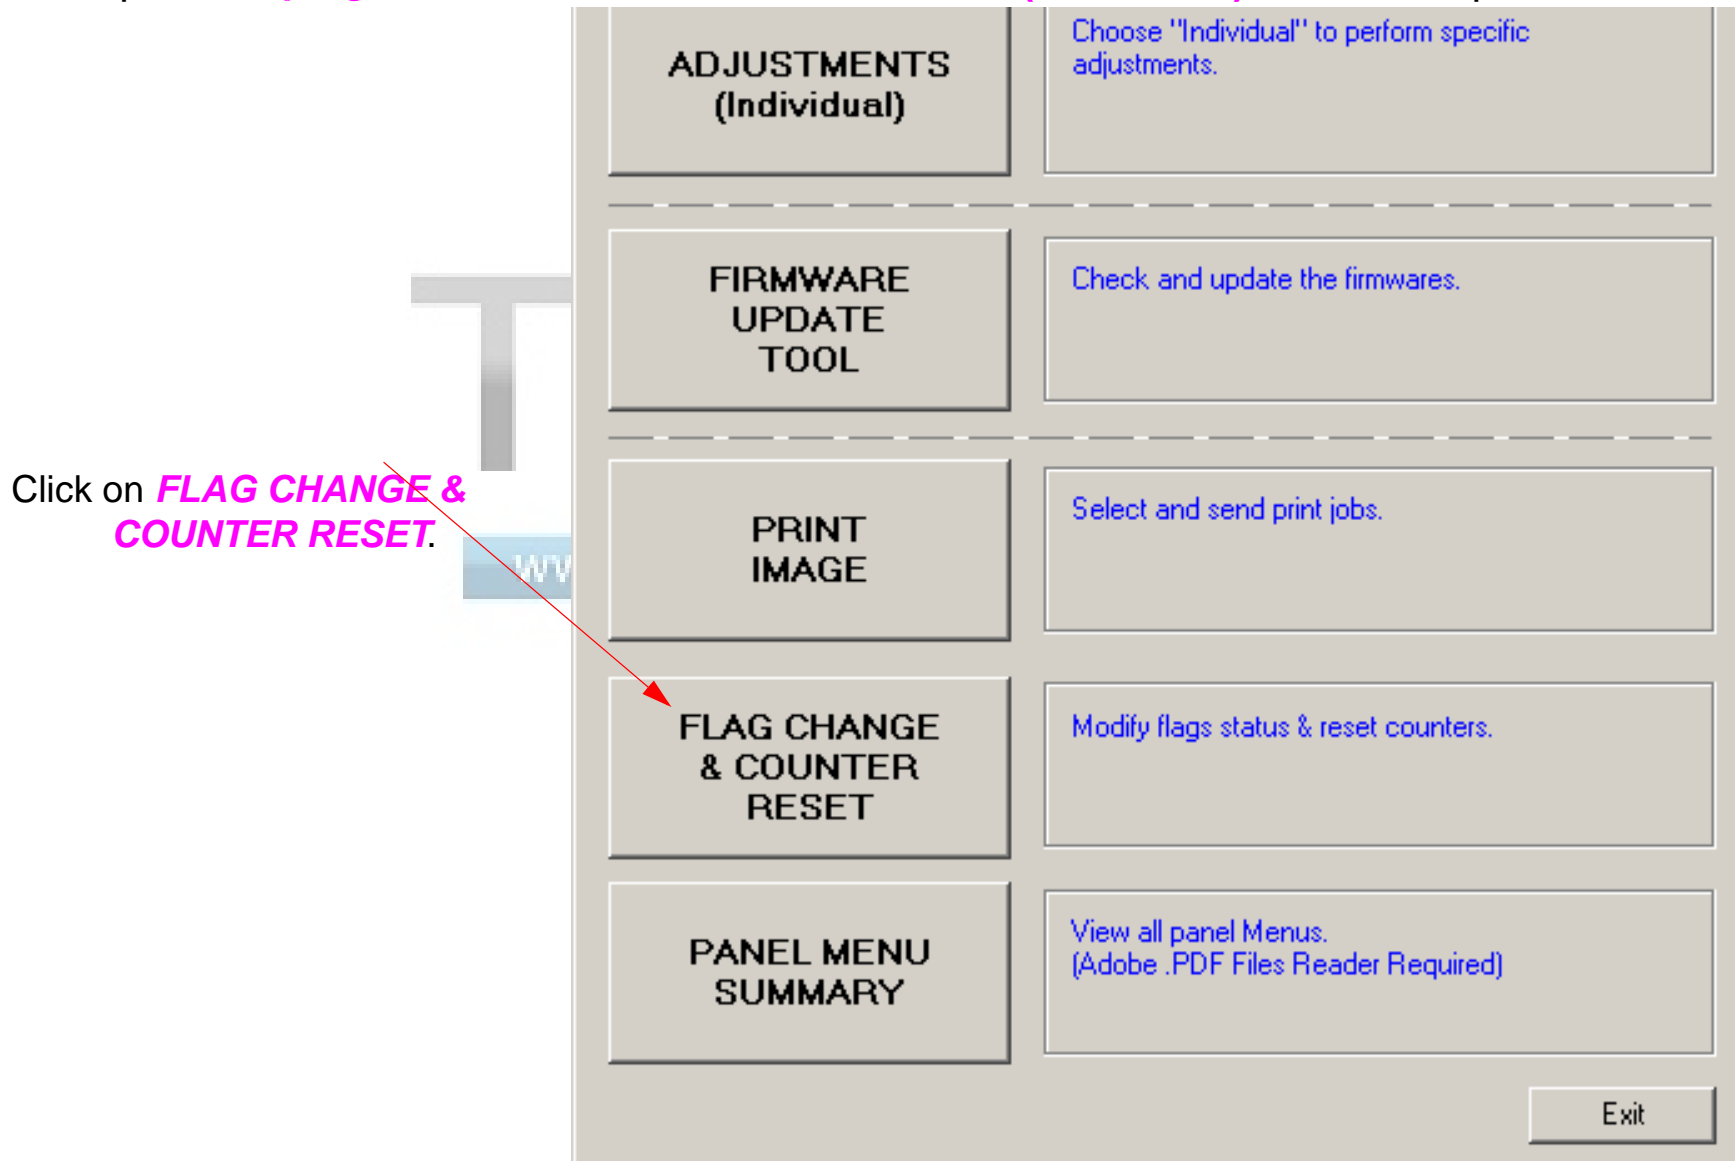 ADJUSTMENTS
(Individual)
Choose "Individual" to perform specific
adjustments.
FIRMWARE
UPDATE
TOOL
Check and update the firmwares.
Click on FLAG CHANGE &
COUNTER RESET.
PRINT
IMAGE
Select and send print jobs.
FLAG CHANGE
& COUNTER
RESET
Modify flags status & reset counters.
PANEL MENU
SUMMARY
View all panel Menus.
(Adobe .PDF Files Reader Required)
Exit